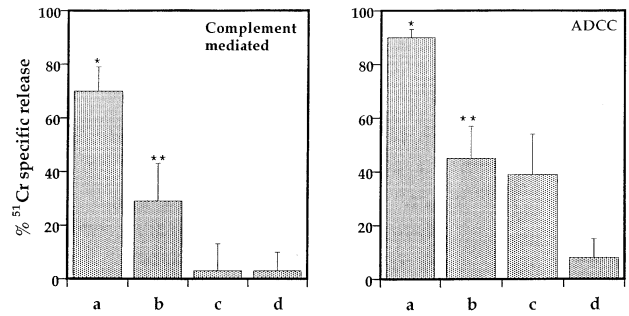 100
80
60
40
20
0
% 51Cr specific release
Complement
mediated
*
**
a
b
c
d
100
80
60
40
20
0
ADCC
*
**
a
b
c
d